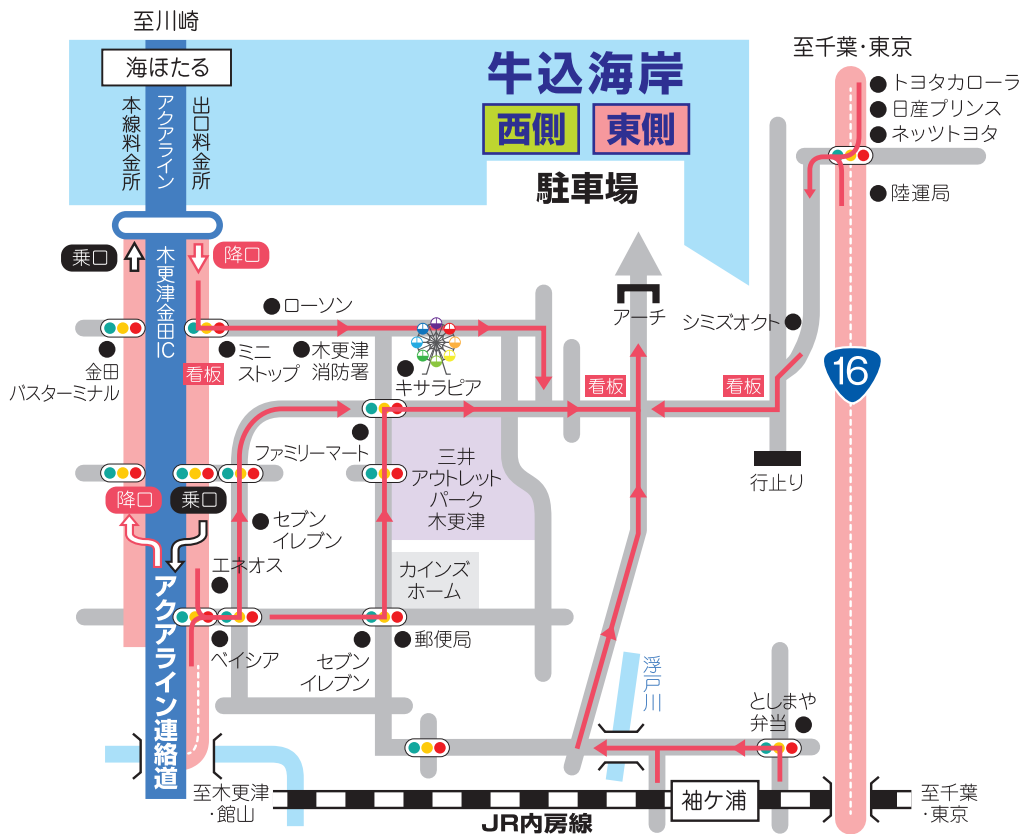 至川崎
海ほたる
アクアライン
本線料金所
出口料金所
牛込海岸
西側
東側
駐車場
至千葉・東京
トヨタカローラ
日産プリンス
ネッツトヨタ
陸運局
乗口
降口
木更津金田IC
ローソン
アーチ
シミズオクト
金田
バスターミナル
看板
ミニ
ストップ
木更津
消防署
キサラピア
看板
看板
16
ファミリーマート
三井
アウトレット
パーク
木更津
行止り
降口
乗口
セブン
イレブン
エネオス
カインズ
ホーム
アクアライン連絡道
ベイシア
セブン
イレブン
郵便局
浮戸川
としまや
弁当
至木更津
・館山
袖ケ浦
至千葉
・東京
JR内房線